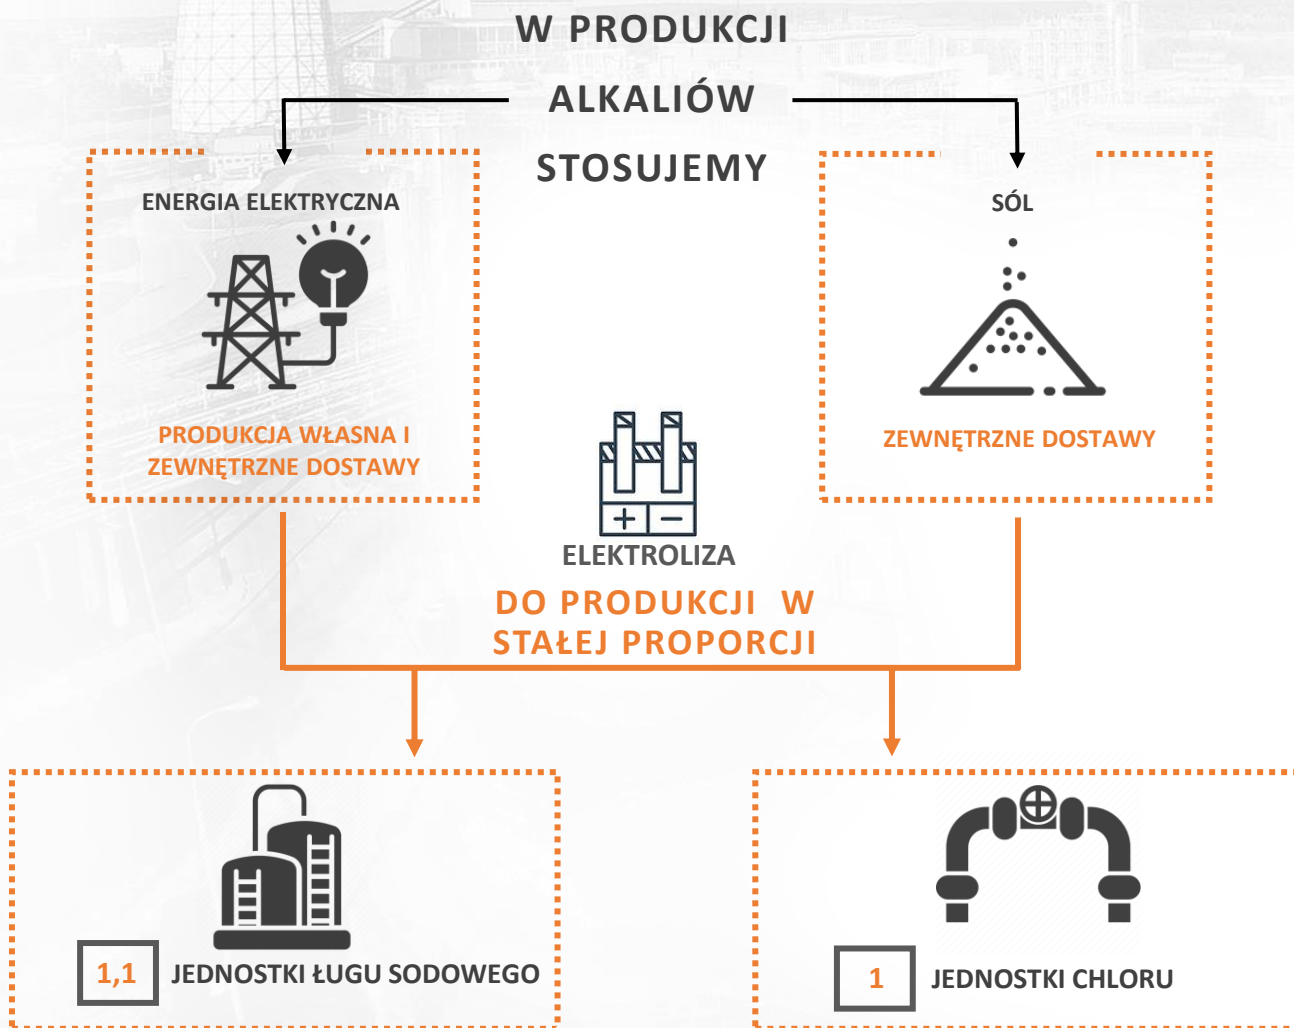 W PRODUKCJI
ALKALIÓW
STOSUJEMY
ENERGIA ELEKTRYCZNA
PRODUKCJA WŁASNA I
ZEWNĘTRZNE DOSTAWY
SÓL
ZEWNĘTRZNE DOSTAWY
+ −
ELEKTROLIZA
DO PRODUKCJI W
STAŁEJ PROPORCJI
1,1 JEDNOSTKI ŁUGU SODOWEGO
1 JEDNOSTKI CHLORU